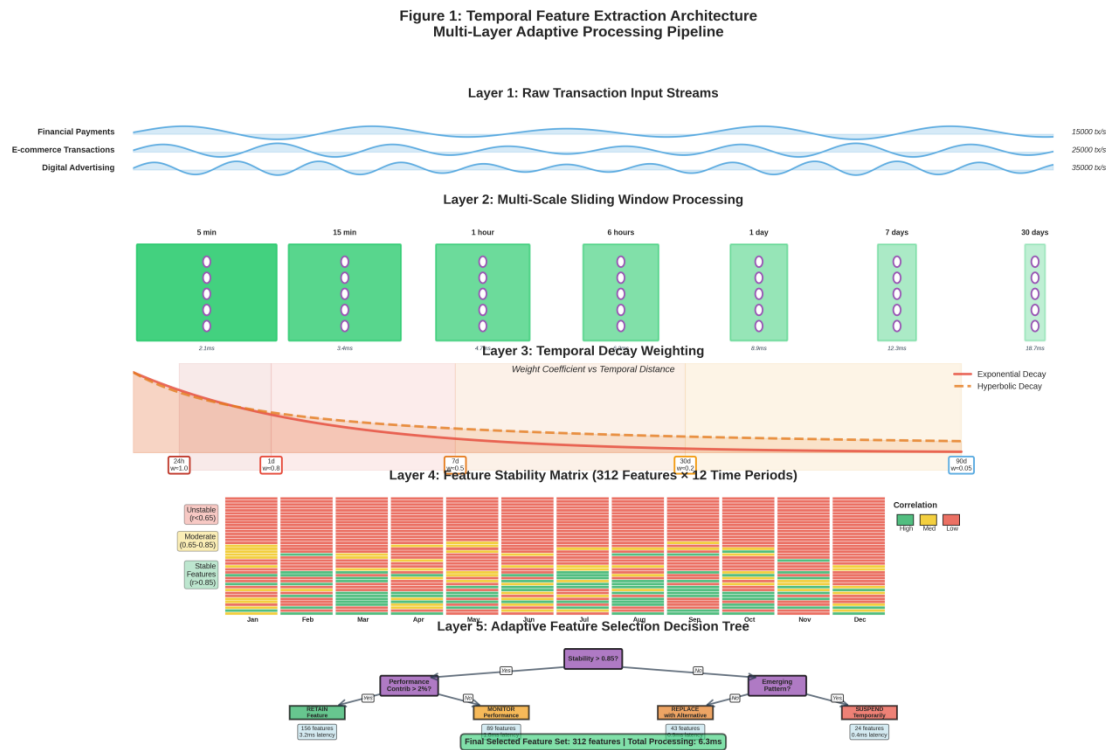 Figure 1: Temporal Feature Extraction Architecture
Multi-Layer Adaptive Processing Pipeline
Layer 1: Raw Transaction Input Streams
Financial Payments
15000 tx/s
E-commerce Transactions
25000 tx/s
Digital Advertising
35000 tx/s
Layer 2: Multi-Scale Sliding Window Processing
5 min
15 min
1 hour
6 hours
1 day
7 days
30 days
2.1ms
3.4ms
8.9ms
12.3ms
18.7ms
Layer 3: Temporal Decay Weighting
Weight Coefficient vs Temporal Distance
Exponential Decay
Hyperbolic Decay
24h
w=1.0
1d
w=0.8
7d
w=0.5
30d
w=0.2
90d
w=0.05
Layer 4: Feature Stability Matrix (312 Features × 12 Time Periods)
Unstable
(r<0.65)
Moderate
(0.65-0.85)
Stable
Features
(r>0.85)
Correlation
High
Med
Low
Jan
Feb
Mar
Apr
May
Jun
Jul
Aug
Sep
Oct
Nov
Dec
Layer 5: Adaptive Feature Selection Decision Tree
Stability > 0.85?
Yes
No
Performance
Contrib > 2%?
Emerging
Pattern?
Yes
No
No
Yes
RETAIN
Feature
MONITOR
Performance
REPLACE
with Alternative
SUSPEND
Temporarily
156 features
3.2ms latency
89 features
43 features
24 features
0.4ms latency
Final Selected Feature Set: 312 features | Total Processing: 6.3ms